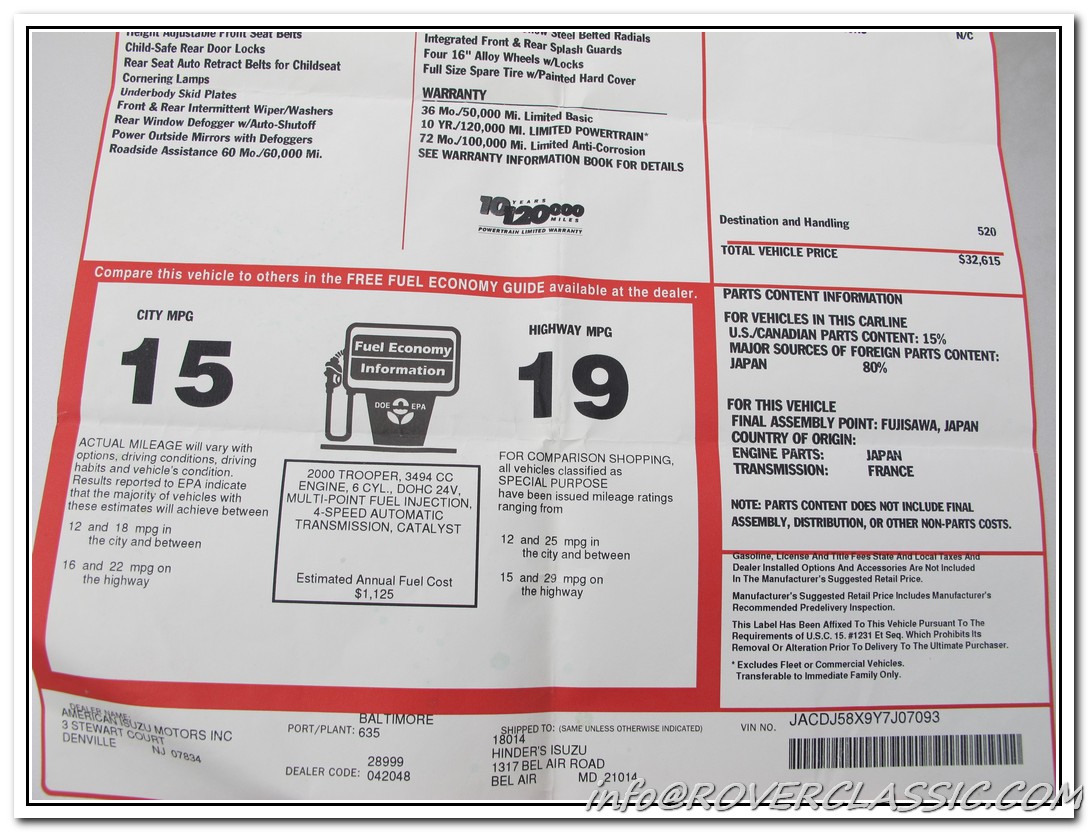 Height Adjustable Front Seat Belts
Child-Safe Rear Door Locks
Rear Seat Auto Retract Belts for Childseat
Cornering Lamps
Underbody Skid Plates
Front & Rear Intermittent Wiper/Washers
Rear Window Defogger w/Auto-Shutoff
Power Outside Mirrors with Defoggers
Roadside Assistance 60 Mo./60,000 Mi.
Steel Belted Radials
Integrated Front & Rear Splash Guards
Four 16" Alloy Wheels w/Locks
Full Size Spare Tire w/Painted Hard Cover
WARRANTY
36 Mo./50,000 Mi. Limited Basic
10 YR./120,000 MI. LIMITED POWERTRAIN*
72 Mo./100,000 Mi. Limited Anti-Corrosion
SEE WARRANTY INFORMATION BOOK FOR DETAILS
10 YEARS
120,000 MILES
POWERTRAIN LIMITED WARRANTY
N/C
Destination and Handling 520
TOTAL VEHICLE PRICE $32,615
Compare this vehicle to others in the FREE FUEL ECONOMY GUIDE available at the dealer.
CITY MPG
15
Fuel Economy
Information
DOE EPA
HIGHWAY MPG
19
ACTUAL MILEAGE will vary with
options, driving conditions, driving
habits and vehicle's condition.
Results reported to EPA indicate
that the majority of vehicles with
these estimates will achieve between
12 and 18 mpg in
the city and between
16 and 22 mpg on
the highway
2000 TROOPER, 3494 CC
ENGINE, 6 CYL., DOHC 24V,
MULTI-POINT FUEL INJECTION,
4-SPEED AUTOMATIC
TRANSMISSION, CATALYST
Estimated Annual Fuel Cost
$1,125
FOR COMPARISON SHOPPING,
all vehicles classified as
SPECIAL PURPOSE
have been issued mileage ratings
ranging from
12 and 25 mpg in
the city and between
15 and 29 mpg on
the highway
PARTS CONTENT INFORMATION
FOR VEHICLES IN THIS CARLINE
U.S./CANADIAN PARTS CONTENT: 15%
MAJOR SOURCES OF FOREIGN PARTS CONTENT:
JAPAN 80%
FOR THIS VEHICLE
FINAL ASSEMBLY POINT: FUJISAWA, JAPAN
COUNTRY OF ORIGIN:
ENGINE PARTS: JAPAN
TRANSMISSION: FRANCE
NOTE: PARTS CONTENT DOES NOT INCLUDE FINAL
ASSEMBLY, DISTRIBUTION, OR OTHER NON-PARTS COSTS.
Gasoline, License And Title Fees State And Local Taxes And
Dealer Installed Options And Accessories Are Not Included
In The Manufacturer's Suggested Retail Price.
Manufacturer's Suggested Retail Price Includes Manufacturer's
Recommended Predelivery Inspection.
This Label Has Been Affixed To This Vehicle Pursuant To The
Requirements of U.S.C. 15. #1231 Et Seq. Which Prohibits Its
Removal Or Alteration Prior To Delivery To The Ultimate Purchaser.
* Excludes Fleet or Commercial Vehicles.
Transferable to Immediate Family Only.
DEALER NAME:
AMERICAN ISUZU MOTORS INC
3 STEWART COURT
DENVILLE NJ 07834
BALTIMORE
PORT/PLANT: 635
28999
DEALER CODE: 042048
SHIPPED TO: (SAME UNLESS OTHERWISE INDICATED)
18014
HINDER'S ISUZU
1317 BEL AIR ROAD
BEL AIR MD 21014
VIN NO. JACDJ58X9Y7J07093
info@ROVERCLASSIC.COM